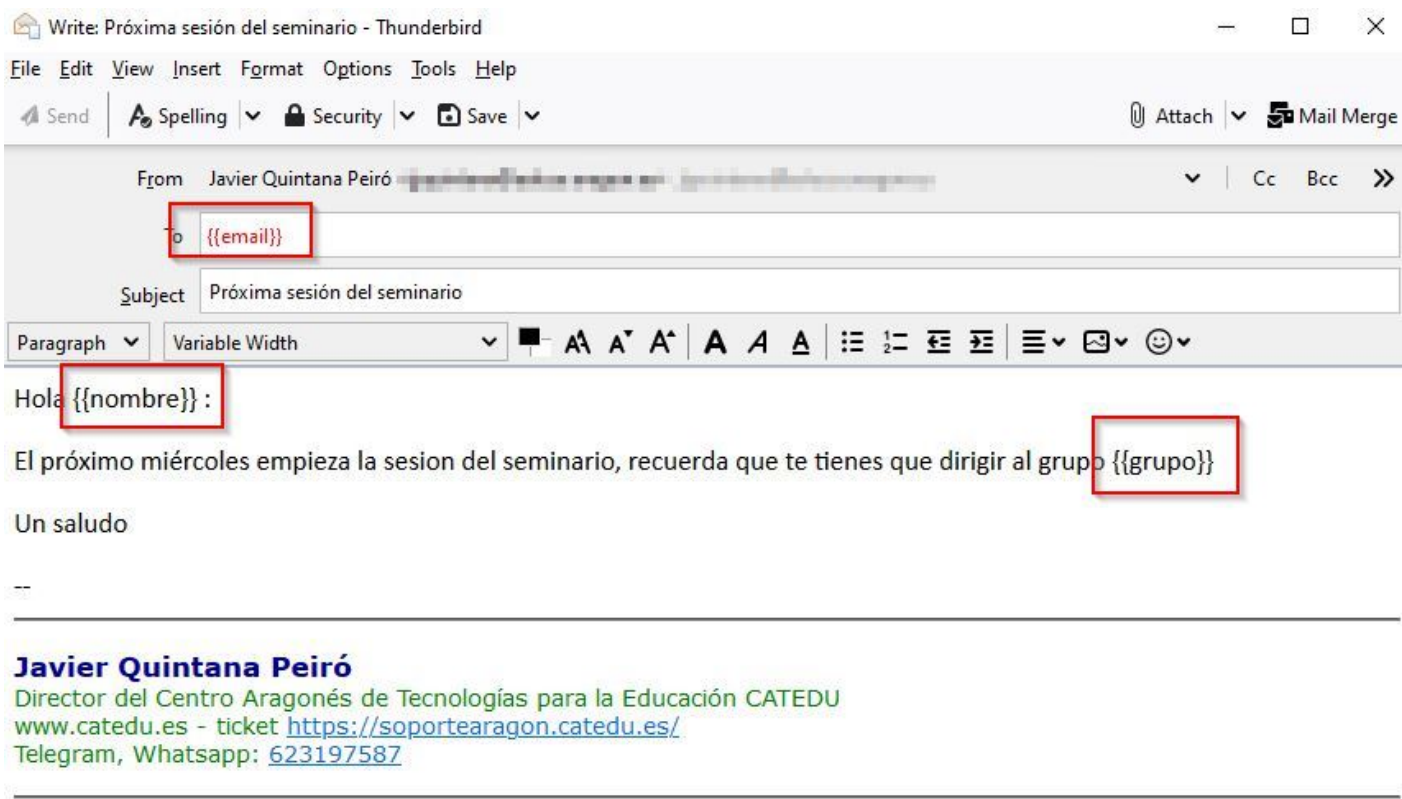 Write: Próxima sesión del seminario - Thunderbird
File Edit View Insert Format Options Tools Help
Send Spelling Security Save Attach Mail Merge
From Javier Quintana Peiró Cc Bcc
To {{email}}
Subject Próxima sesión del seminario
Paragraph Variable Width
Hola {{nombre}} :
El próximo miércoles empieza la sesion del seminario, recuerda que te tienes que dirigir al grupo {{grupo}}
Un saludo
--
Javier Quintana Peiró
Director del Centro Aragonés de Tecnologías para la Educación CATEDU
www.catedu.es - ticket https://soportearagon.catedu.es/
Telegram, Whatsapp: 623197587